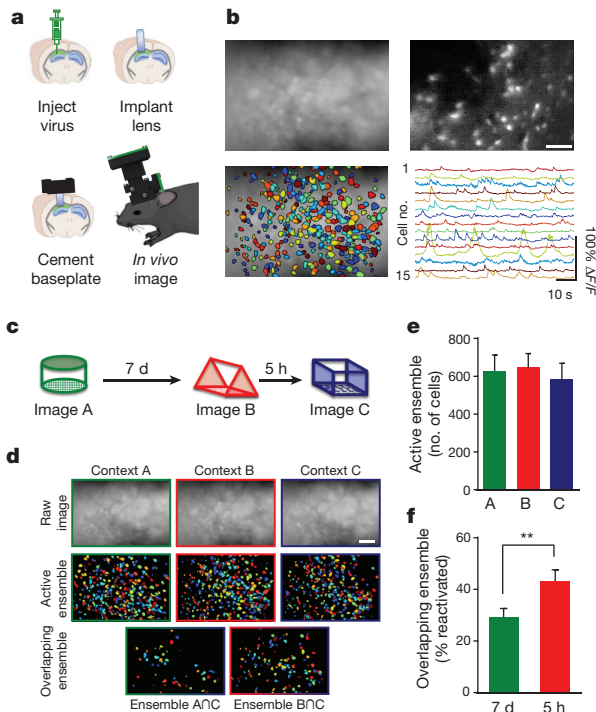 a
Inject
virus
Implant
lens
Cement
baseplate
In vivo
image
b
1
Cell no.
15
100% ΔF/F
10 s
c
7 d
5 h
Image A
Image B
Image C
d
Context A
Context B
Context C
Raw
image
Active
ensemble
Overlapping
ensemble
Ensemble A∩C
Ensemble B∩C
e
Active ensemble
(no. of cells)
800
600
400
200
0
A
B
C
f
Overlapping ensemble
(% reactivated)
60
40
20
0
**
7 d
5 h